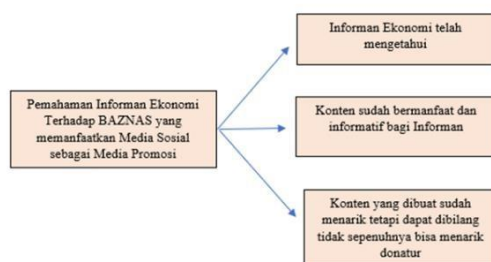 Informan Ekonomi telah
mengetahui
Pemahaman Informan Ekonomi
Terhadap BAZNAS yang
memanfaatkan Media Sosial
sebagai Media Promosi
Konten sudah bermanfaat dan
informatif bagi Informan
Konten yang dibuat sudah
menarik tetapi dapat dibilang
tidak sepenuhnya bisa menarik
donatur